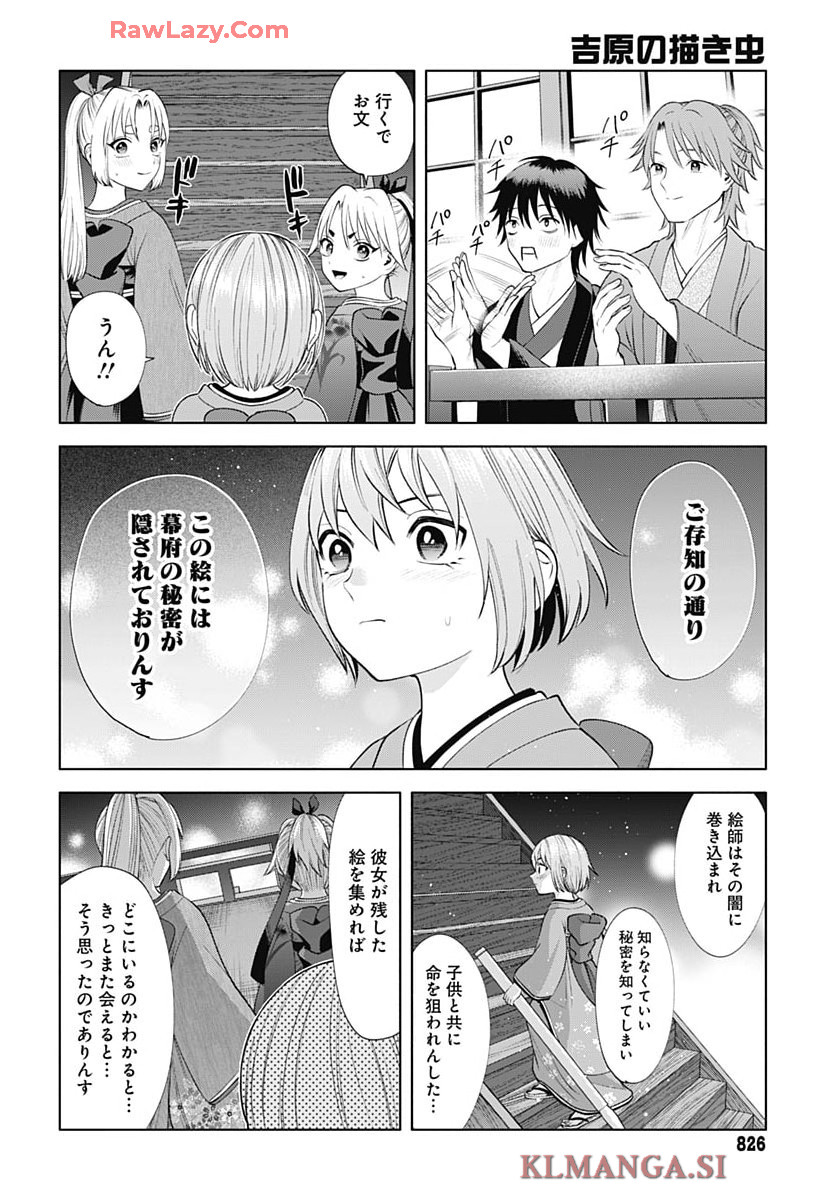 RawLazy.Com
吉原の描き虫
パチ
パチ
パチ
パチ
行くで
お文
ドキ
ドキ
うん!!
ご存知の通り
この絵には
幕府の秘密が
隠されておりんす
絵師はその闇に
巻き込まれ
知らなくていい
秘密を知ってしまい
子供と共に
命を狙われんした…
彼女が残した
絵を集めれば
どこにいるのかわかると…
きっとまた会えると…
そう思ったのでありんす
826
KLMANGA.SI